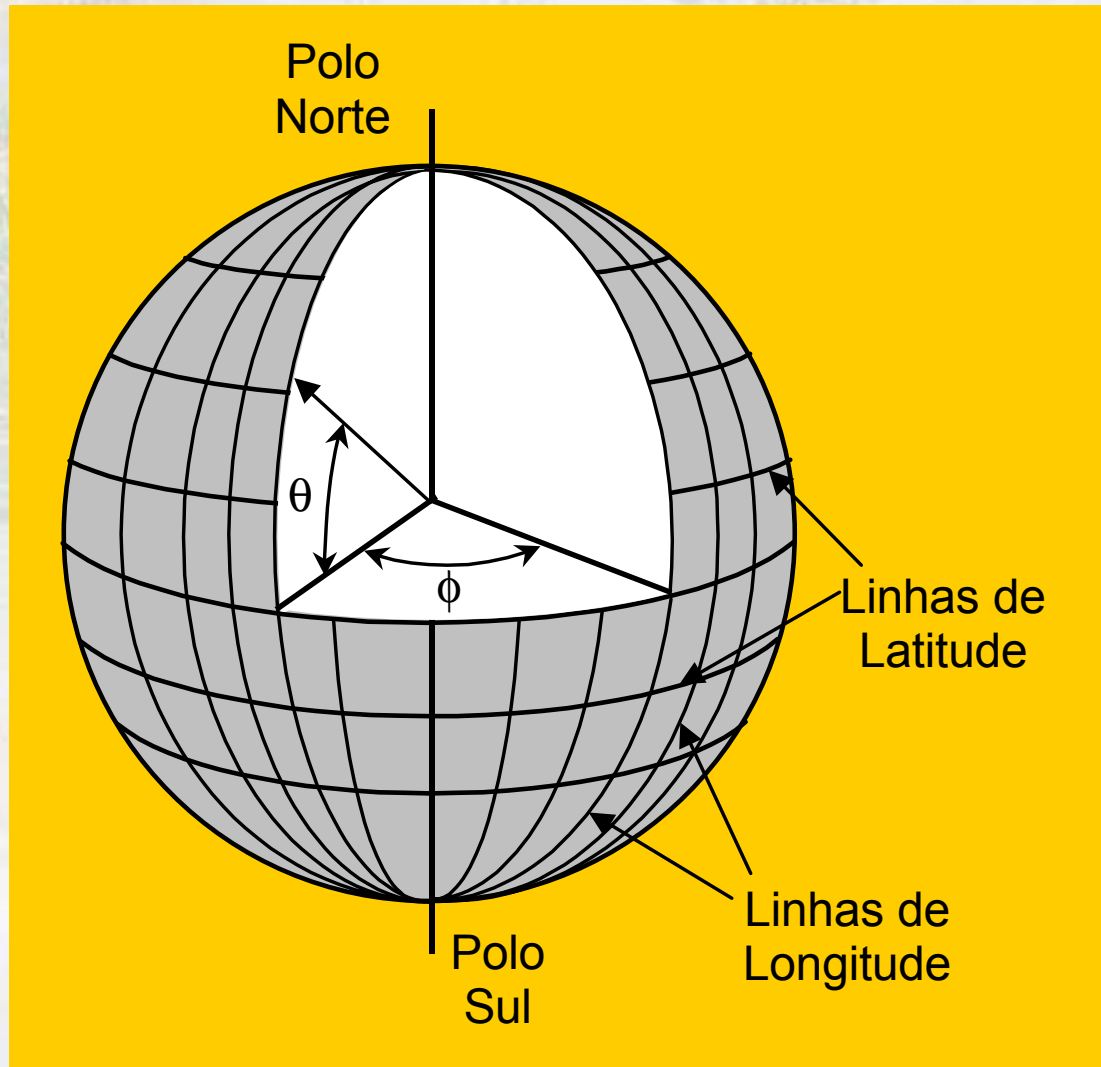 Polo
Norte
θ
ϕ
Linhas de
Latitude
Linhas de
Longitude
Polo
Sul